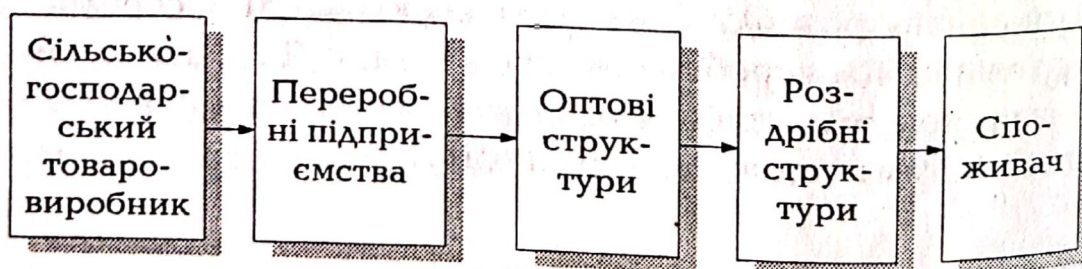 Сільсько-
господар-
ський
товаро-
виробник
Перероб-
ні підпри-
ємства
Оптові
струк-
тури
Роз-
дрібні
струк-
тури
Спо-
живач